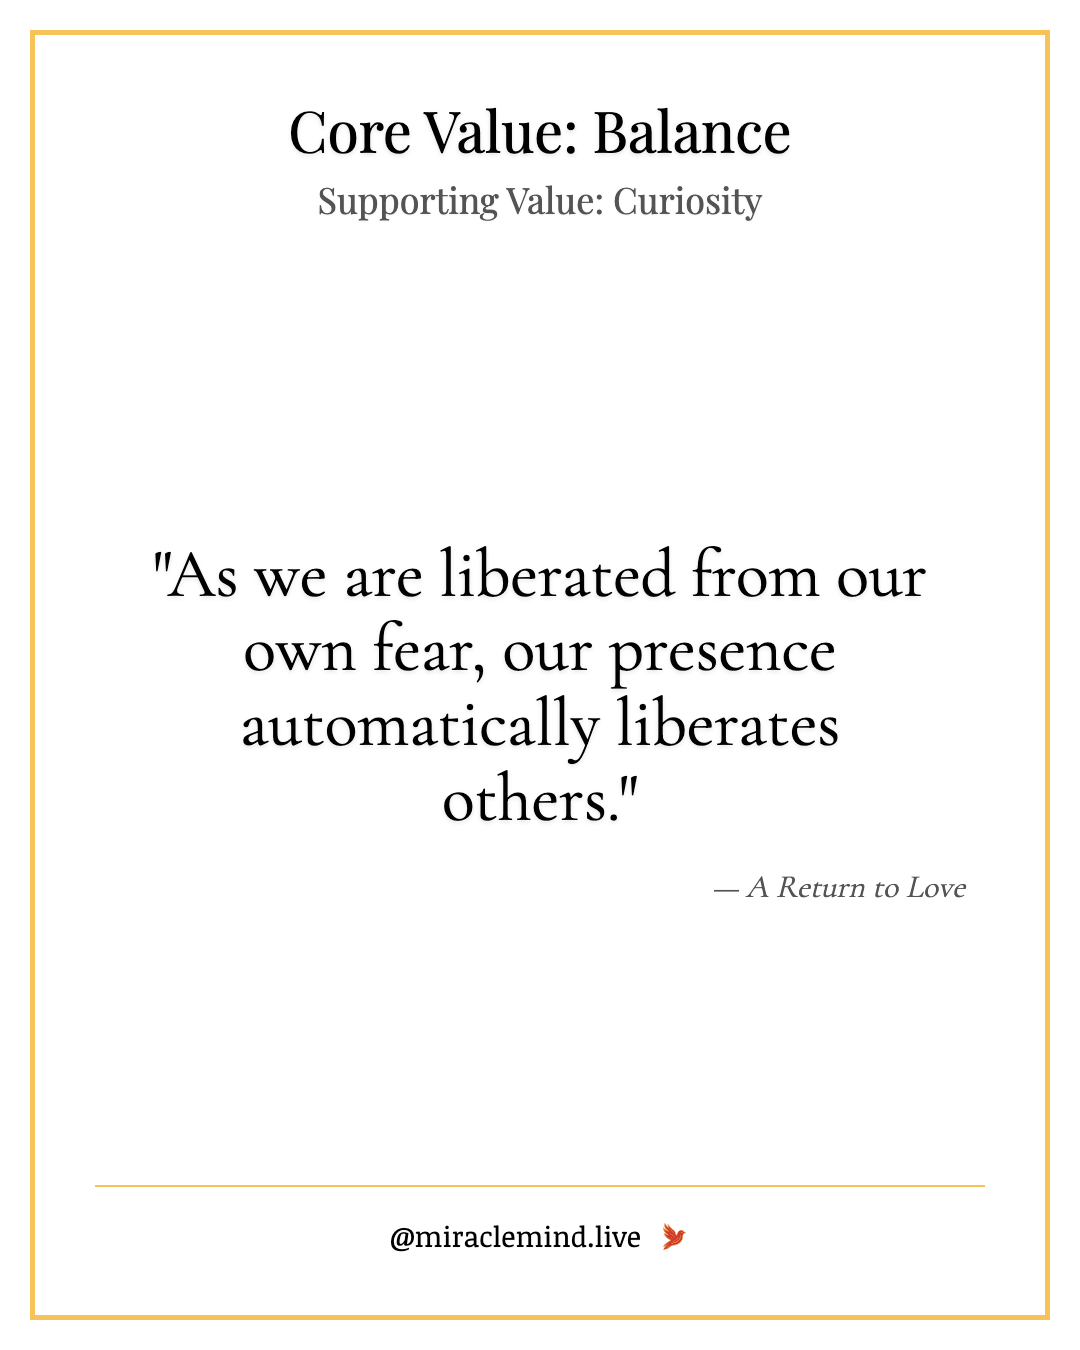 Core Value: Balance
Supporting Value: Curiosity
"As we are liberated from our
own fear, our presence
automatically liberates
others."
— A Return to Love
@miraclemind.live